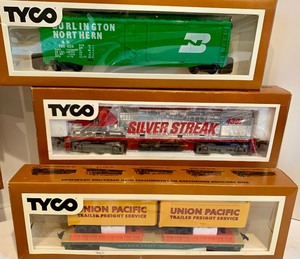 TYCO
BURLINGTON
NORTHERN
TYCO
SILVER STREAK
TYCO
UNION PACIFIC
TRAILER FREIGHT SERVICE
UNION PACIFIC
TRAILER FREIGHT SERVICE